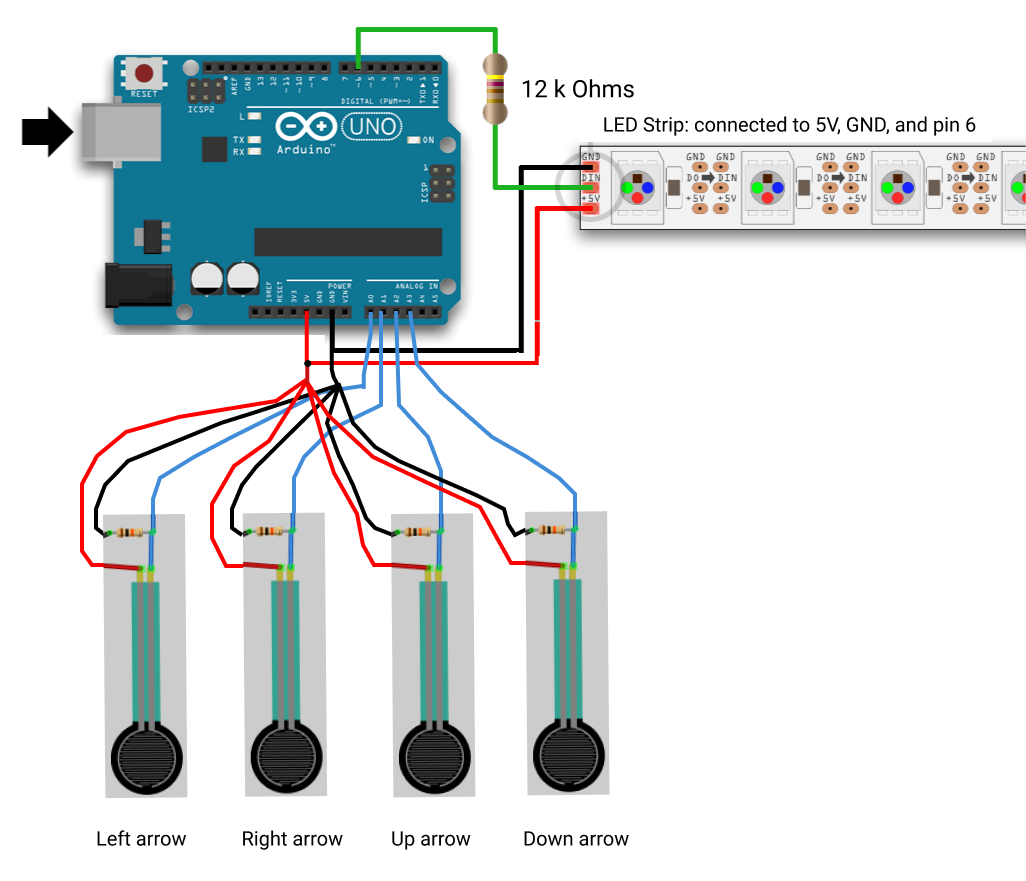 12 k Ohms
LED Strip: connected to 5V, GND, and pin 6
RESET
ICSP2
AREF
GND
13
12
~11
~10
~9
8
7
~6
~5
4
~3
2
TX0▶1
RX0◀0
DIGITAL (PWM=~)
L
TX
RX
UNO
Arduino™
ON
1
ICSP
GND
DIN
+5V
GND GND
DO DIN
+5V +5V
GND GND
DO DIN
+5V +5V
GND GND
DO DIN
+5V +5V
POWER
ANALOG IN
IOREF
RESET
3V3
5V
GND
GND
VIN
A0
A1
A2
A3
A4
A5
Left arrow
Right arrow
Up arrow
Down arrow